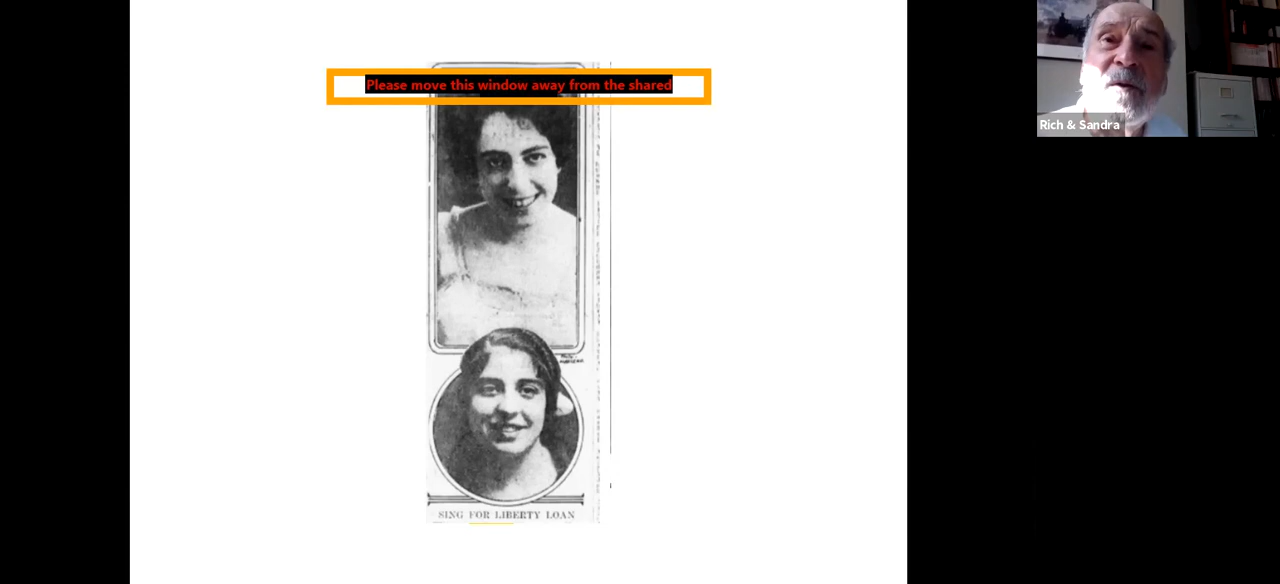 Please move this window away from the shared
Rich & Sandra
SING FOR LIBERTY LOAN